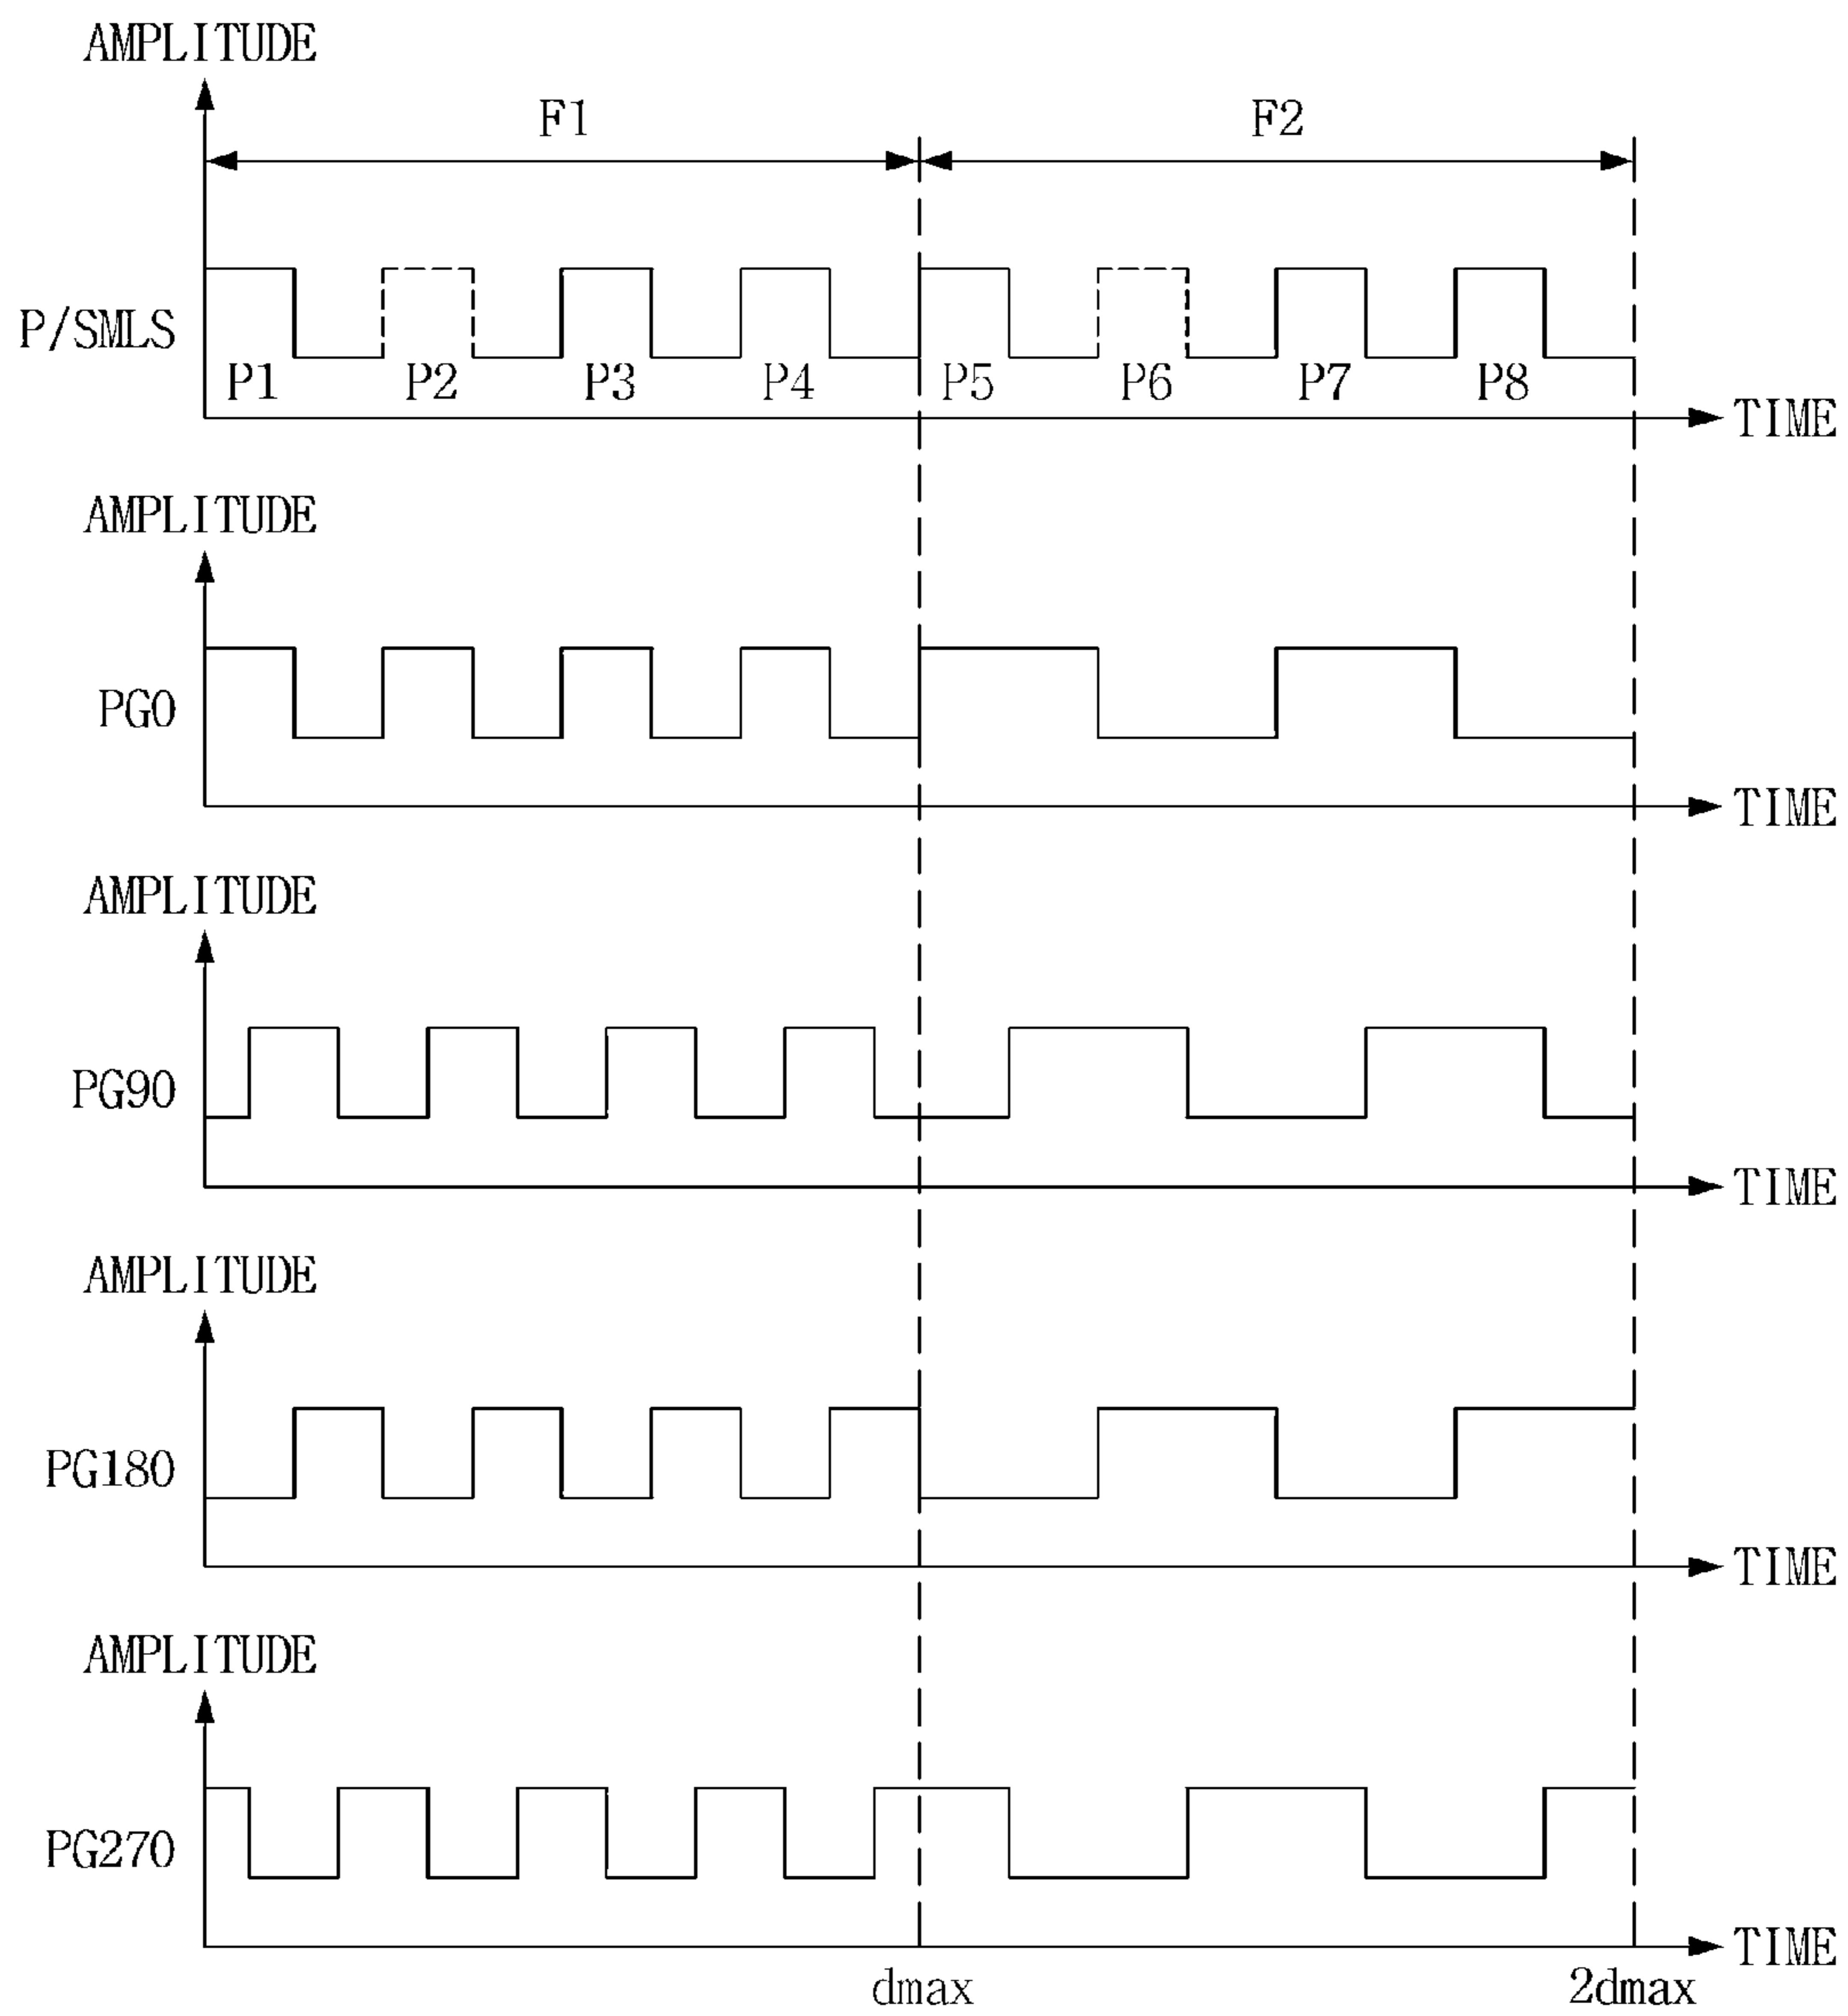 AMPLITUDE
F1 F2
P/SMLS
P1 P2 P3 P4 P5 P6 P7 P8
TIME
AMPLITUDE
PG0
TIME
AMPLITUDE
PG90
TIME
AMPLITUDE
PG180
TIME
AMPLITUDE
PG270
TIME
dmax 2dmax